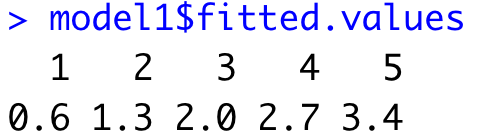 > model1$fitted.values
1 2 3 4 5
0.6 1.3 2.0 2.7 3.4